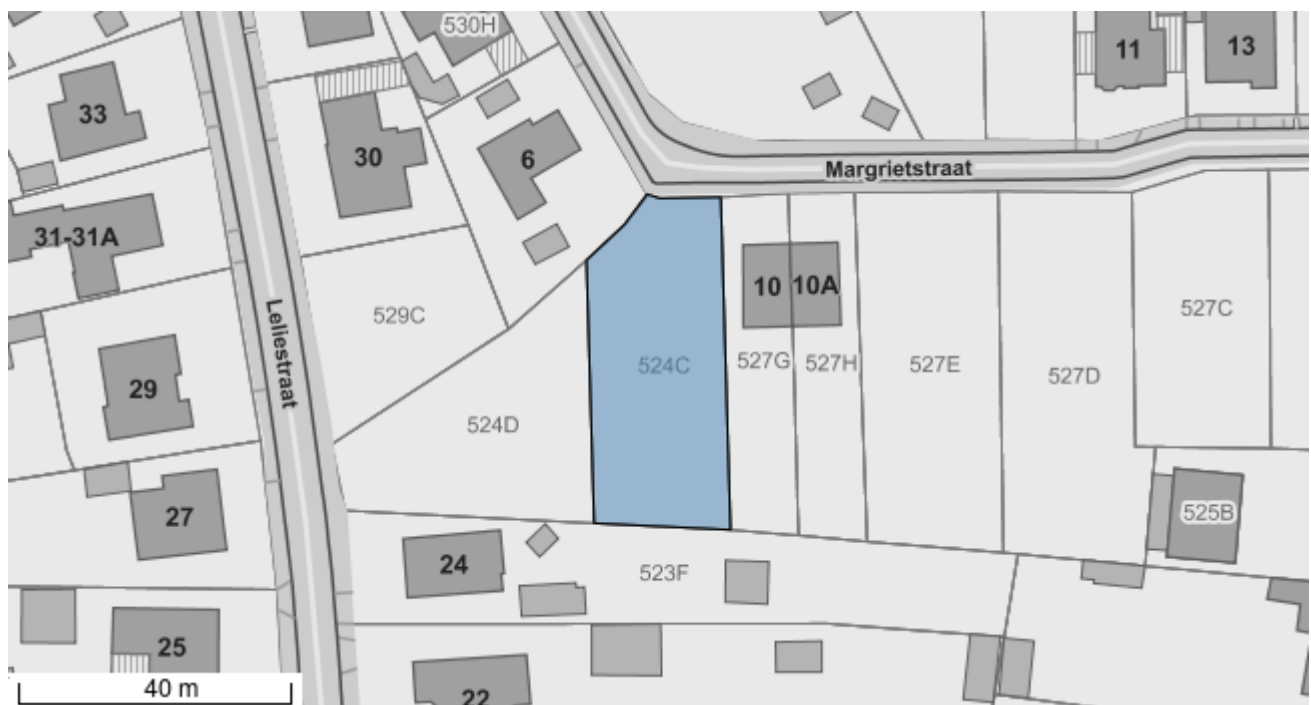 530H
11
13
33
30
6
Margrietstraat
31-31A
10
10A
Leliestraat
529C
527C
524C
527G
527H
527E
527D
29
524D
27
525B
24
523F
25
22
40 m